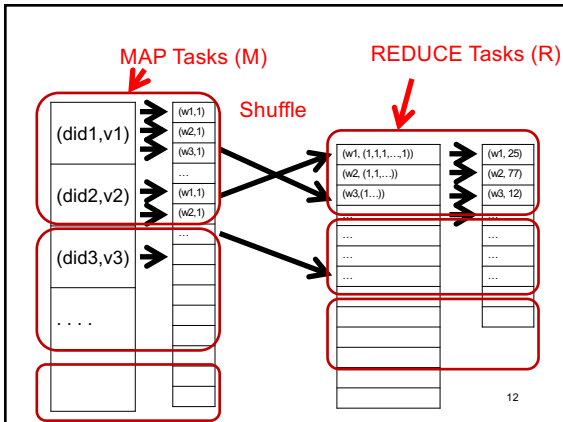 MAP Tasks (M)
REDUCE Tasks (R)
Shuffle
(did1,v1)
(did2,v2)
(did3,v3)
. . . .
(w1,1)
(w2,1)
(w3,1)
...
(w1,1)
(w2,1)
...
(w1, (1,1,1,...,1))
(w2, (1,1,...))
(w3,(1...))
...
...
...
...
(w1, 25)
(w2, 77)
(w3, 12)
...
...
...
...
12